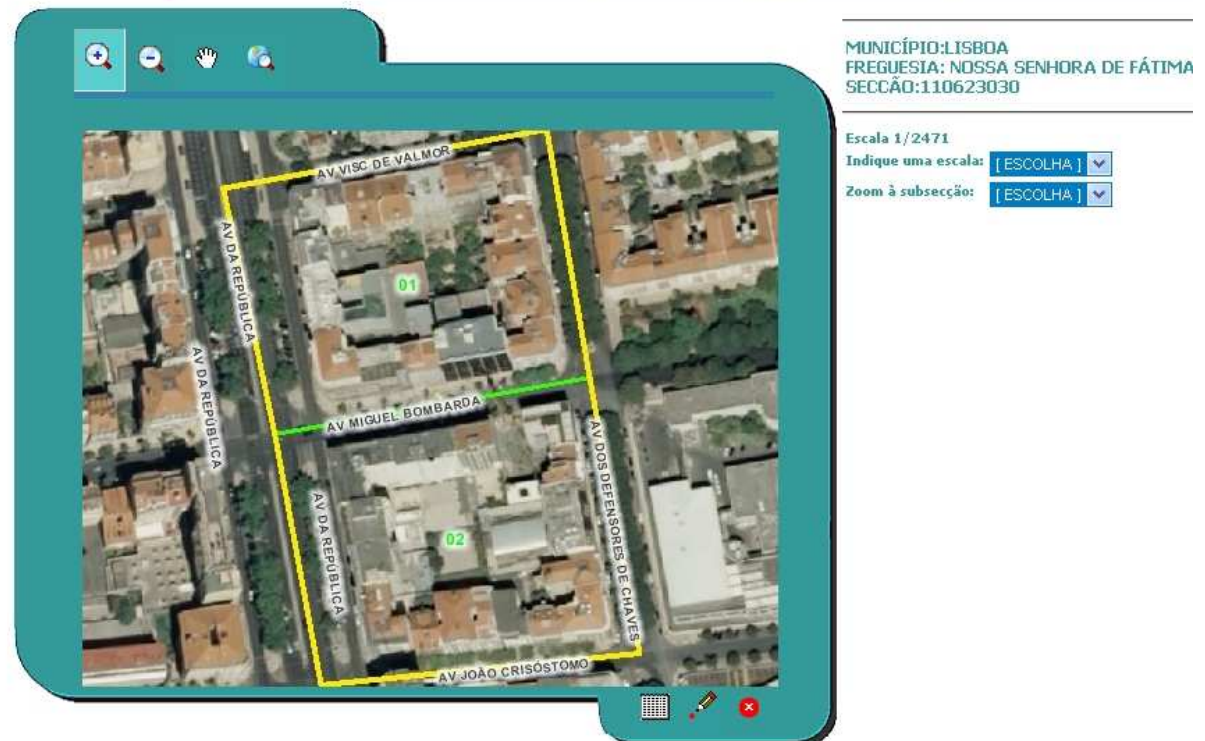 MUNICÍPIO:LISBOA
FREGUESIA: NOSSA SENHORA DE FÁTIMA
SECCÃO:110623030
Escala 1/2471
Indique uma escala: [ ESCOLHA ]
Zoom à subsecção: [ ESCOLHA ]
AV VISC DE VALMOR
AV DA REPÚBLICA
01
AV DA REPÚBLICA
AV MIGUEL BOMBARDA
AV DOS DEFENSORES DE CHAVES
AV DA REPÚBLICA
02
AV JOÃO CRISÓSTOMO